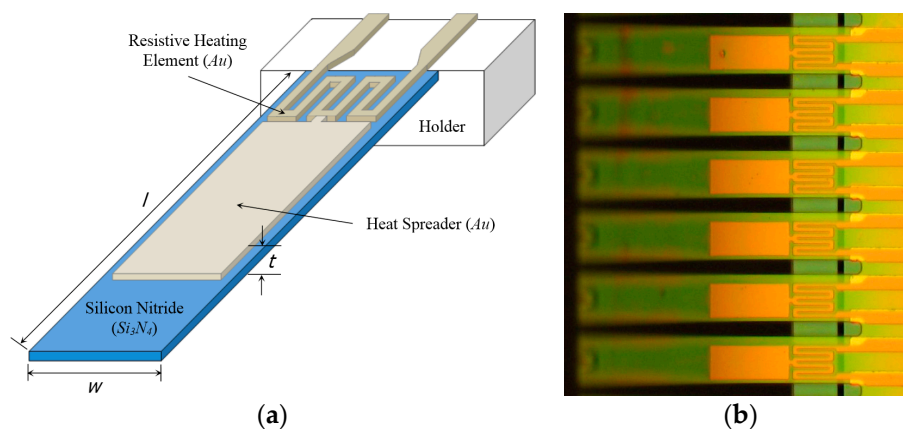 Resistive Heating
Element (Au)
Holder
l
Heat Spreader (Au)
t
Silicon Nitride
(Si₃N₄)
w
(a)
(b)